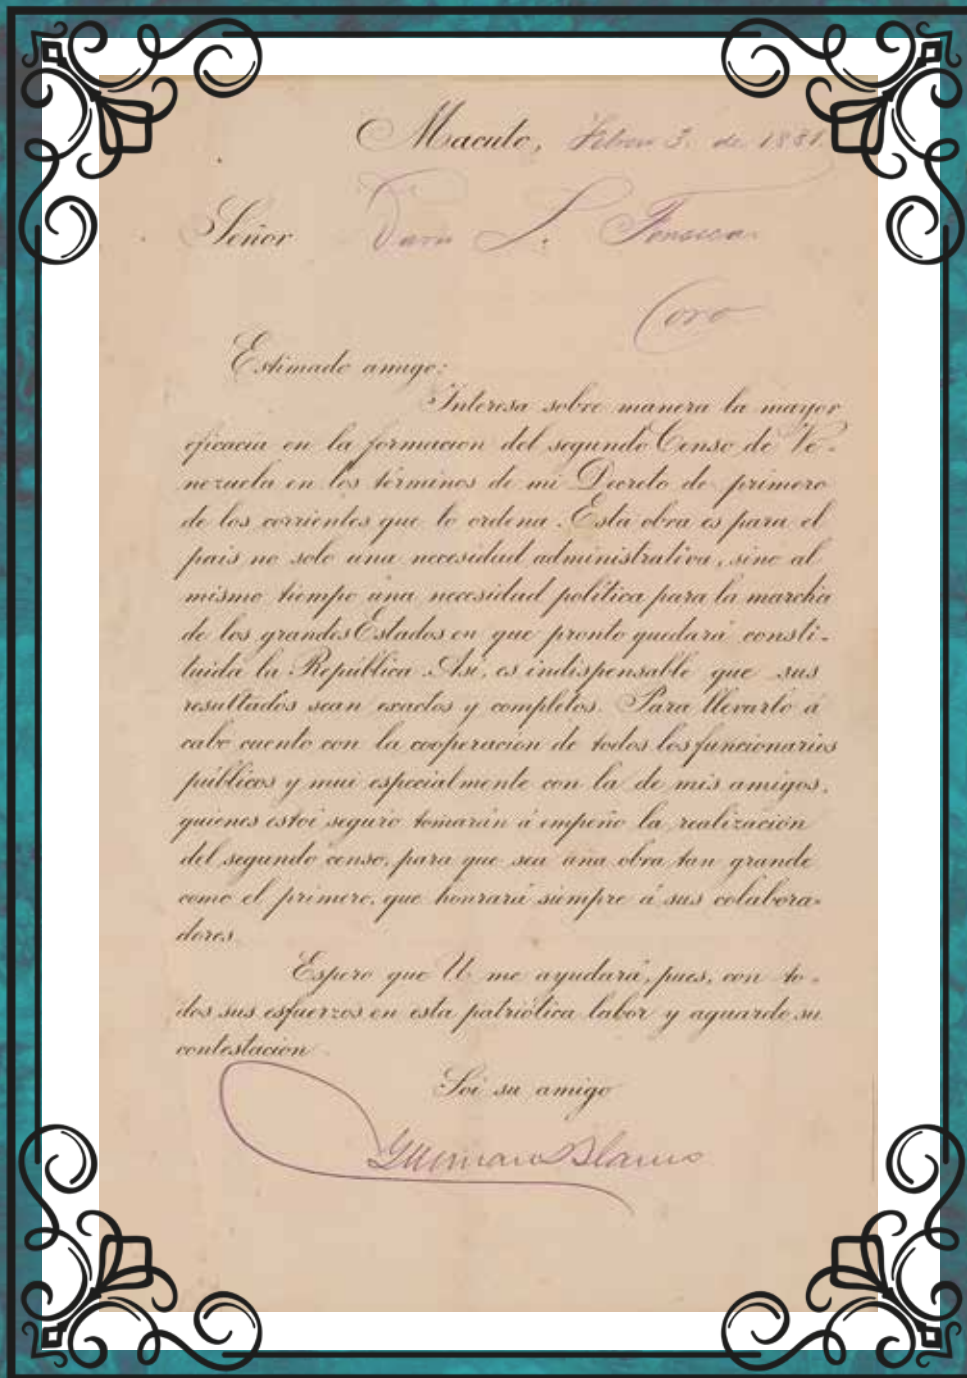 Macuto, Febro 3. de 1881.
Señor J. Fonseca
Coro
Estimado amigo:
Interesa sobre manera la mayor
eficacia en la formacion del segundo Censo de Ve-
nezuela en los términos de mi Decreto de primero
de los corrientes que lo ordena. Esta obra es para el
pais no solo una necesidad administrativa, sino al
mismo tiempo una necesidad política para la marcha
de los grandes Estados en que pronto quedará consti-
tuida la República. Así, es indispensable que sus
resultados sean exactos y completos. Para llevarlo á
cabo cuento con la cooperación de todos los funcionarios
públicos y mui especialmente con la de mis amigos,
quienes estoi seguro tomarán á empeño la realización
del segundo censo, para que sea una obra tan grande
como el primero, que honrará siempre á sus colabora-
dores.
Espero que U. me ayudará, pues, con to-
dos sus esfuerzos en esta patriótica labor y aguardo su
contestacion
Soi su amigo
Guzman Blanco